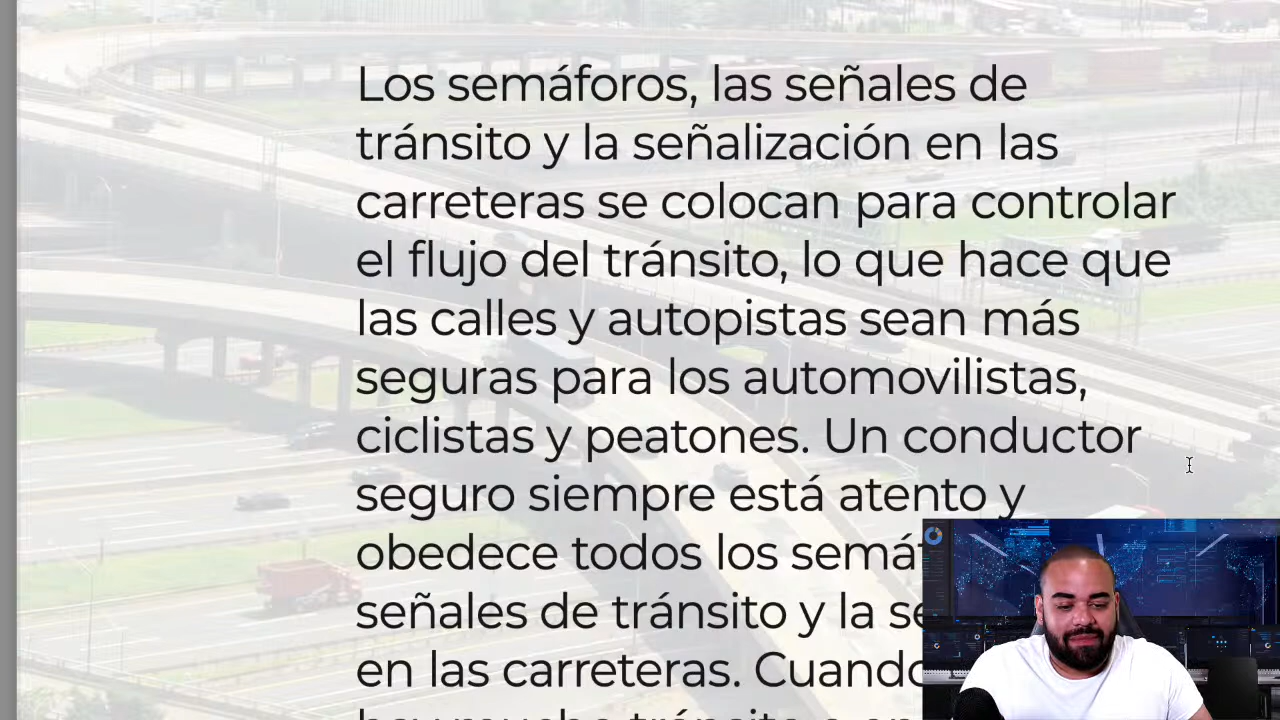 Los semáforos, las señales de
tránsito y la señalización en las
carreteras se colocan para controlar
el flujo del tránsito, lo que hace que
las calles y autopistas sean más
seguras para los automovilistas,
ciclistas y peatones. Un conductor
seguro siempre está atento y
obedece todos los
señales de tránsito y la
en las carreteras.